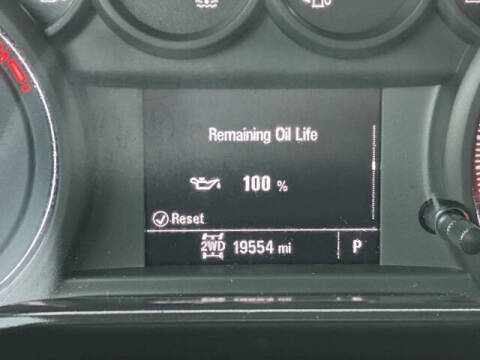 Remaining Oil Life
100 %
Reset
2WD 19554 mi P